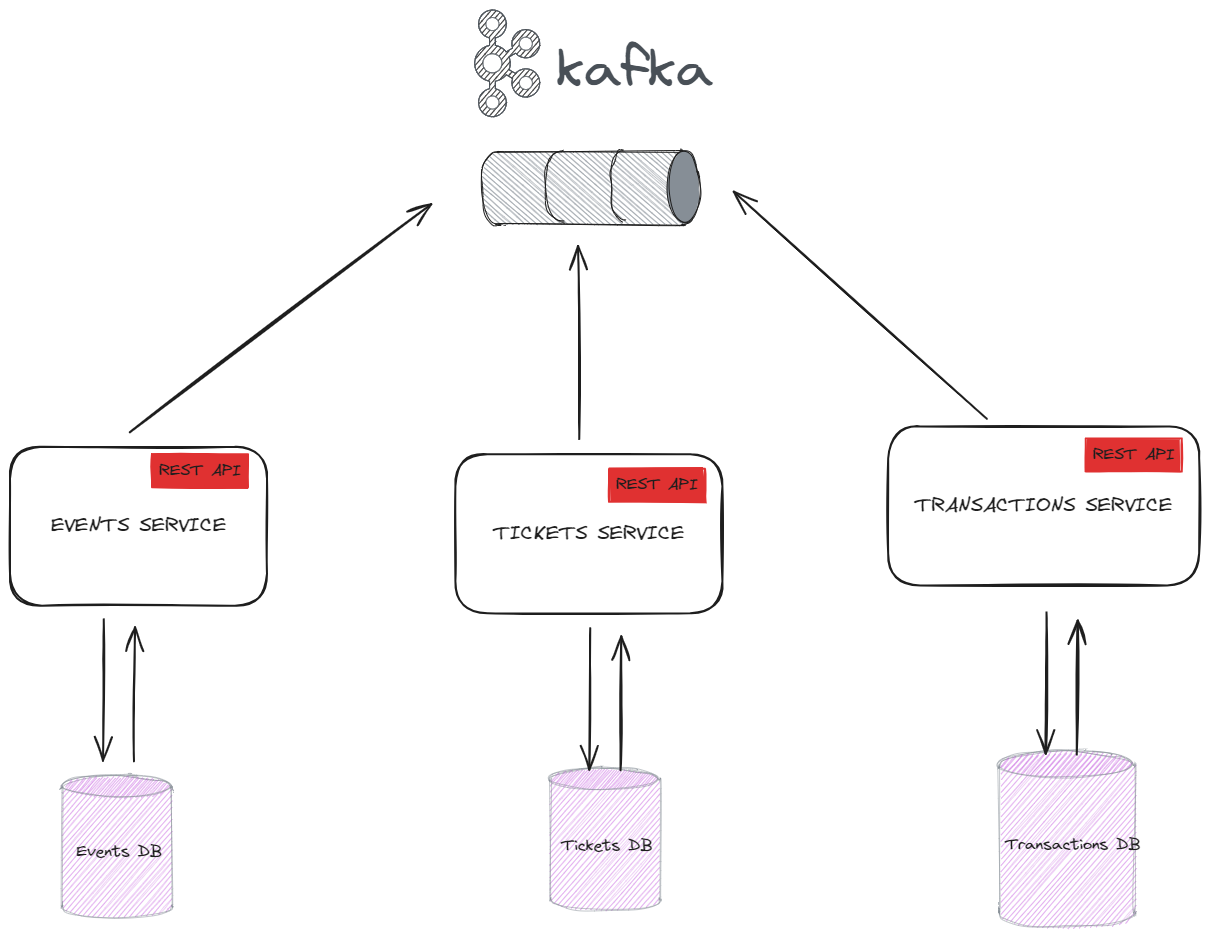 kafka
REST API
EVENTS SERVICE
REST API
TICKETS SERVICE
REST API
TRANSACTIONS SERVICE
Events DB
Tickets DB
Transactions DB